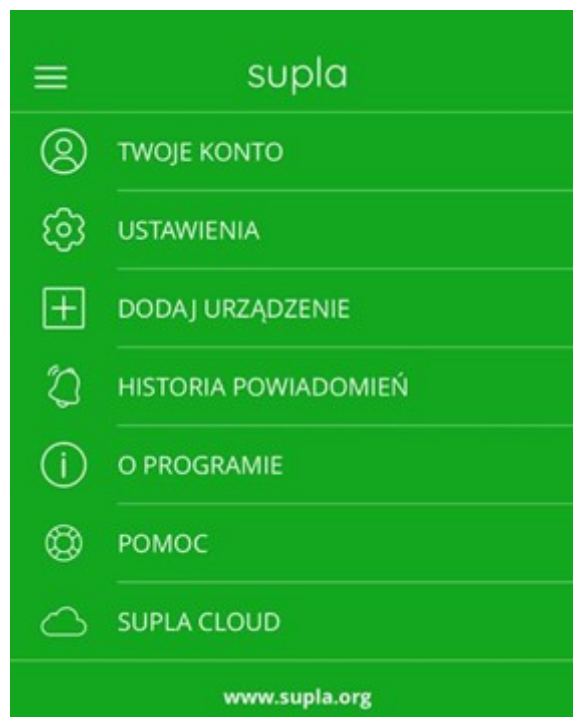 supla
TWOJE KONTO
USTAWIENIA
DODAJ URZĄDZENIE
HISTORIA POWIADOMIEŃ
O PROGRAMIE
POMOC
SUPLA CLOUD
www.supla.org